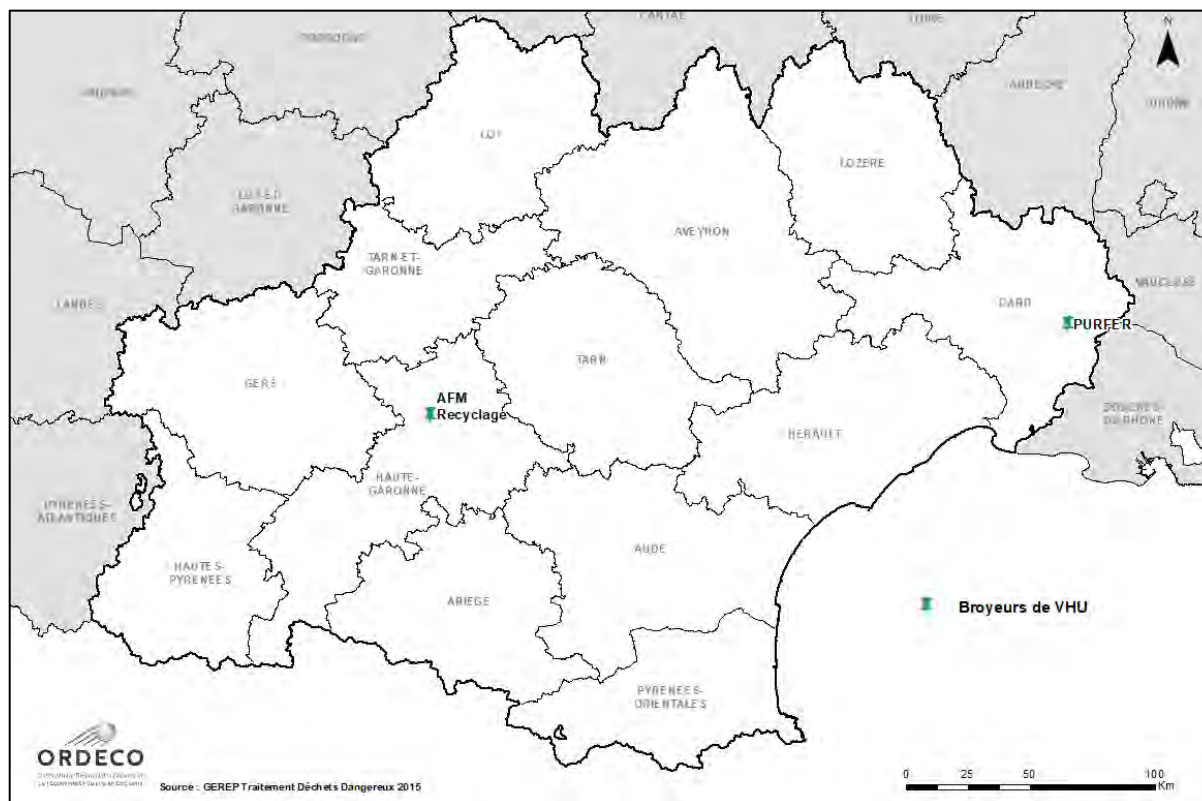 N
LOT
LOZERE
LOT-ET-
GARONNE
AVEYRON
TARN-ET-
GARONNE
VAUCLUSE
LANDES
GARD
PURFER
TARN
GERS
AFM
Recyclage
BOUCHES-
DU-RHONE
HERAULT
HAUTE-
GARONNE
PYRENEES-
ATLANTIQUES
AUDE
HAUTES-
PYRENEES
ARIEGE
Broyeurs de VHU
PYRENEES-
ORIENTALES
ORDECO
Source : GEREP Traitement Déchets Dangereux 2015
0 25 50 100
Km